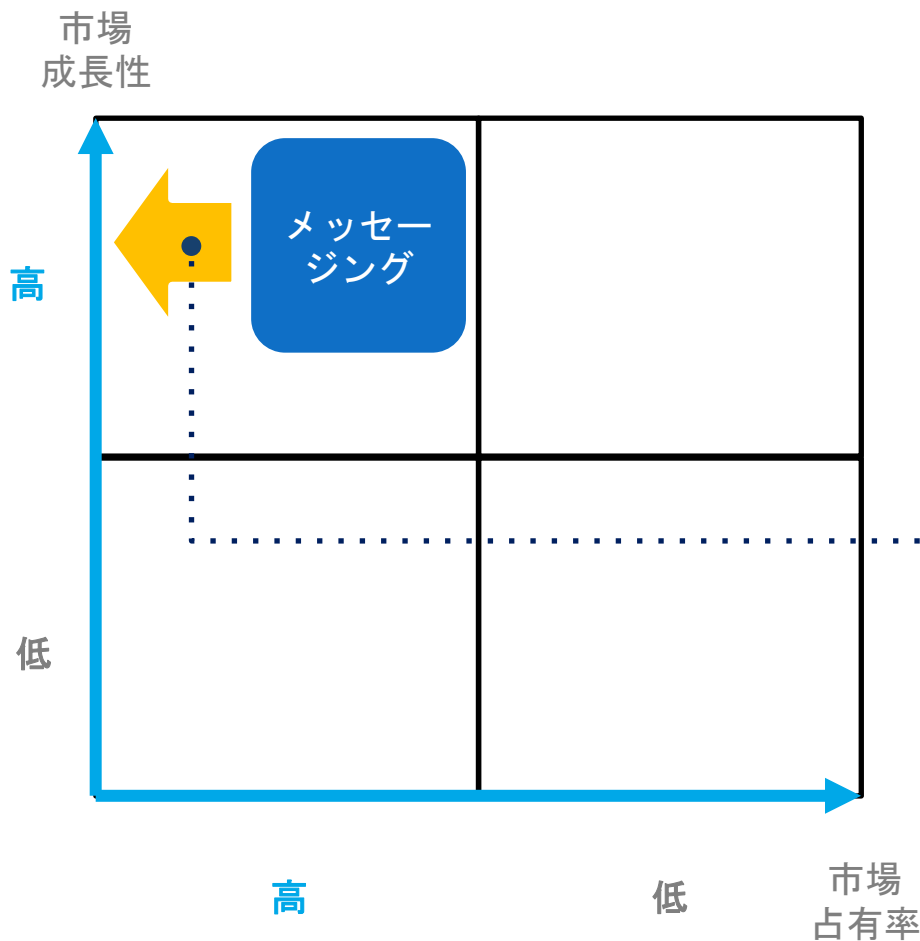 市場
成長性
メッセー
ジング
高
低
高
低
市場
占有率